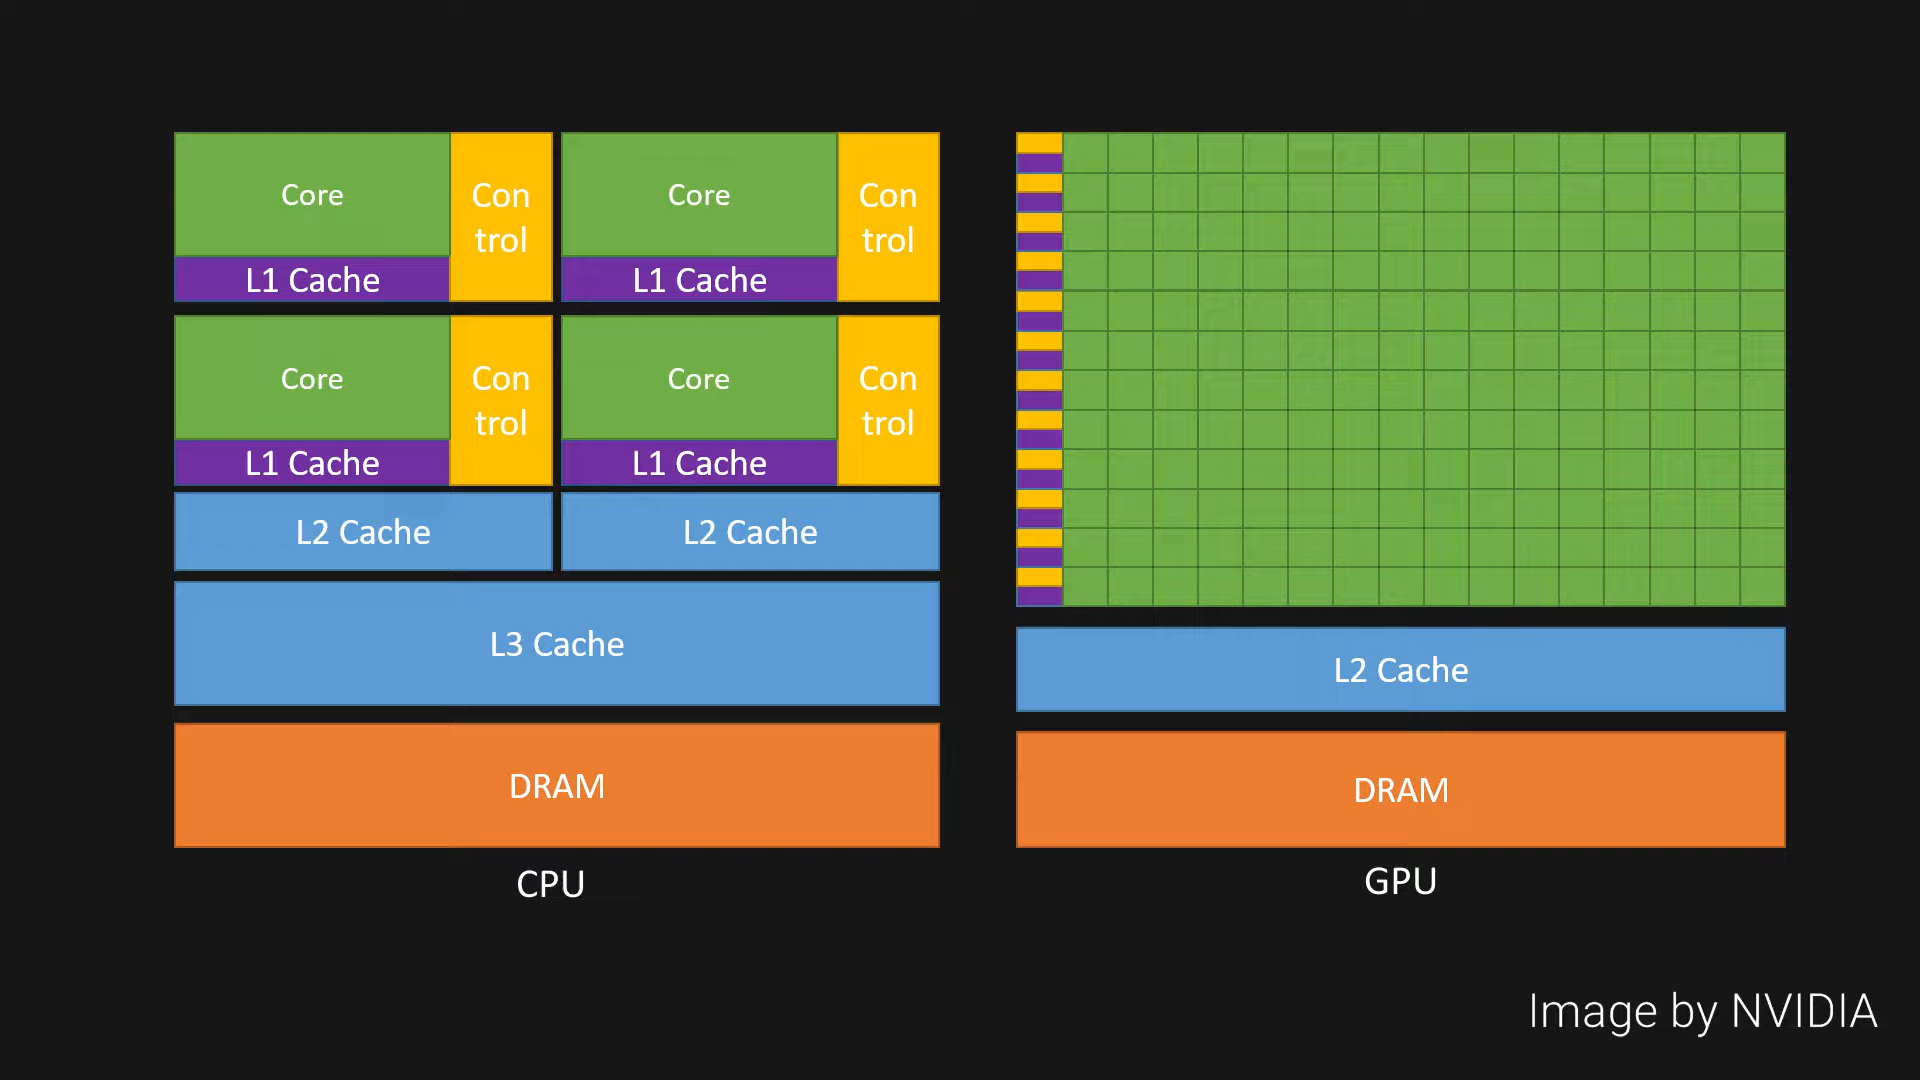 Core
Con
trol
L1 Cache
Core
Con
trol
L1 Cache
Core
Con
trol
L1 Cache
Core
Con
trol
L1 Cache
L2 Cache
L2 Cache
L3 Cache
DRAM
CPU
L2 Cache
DRAM
GPU
Image by NVIDIA